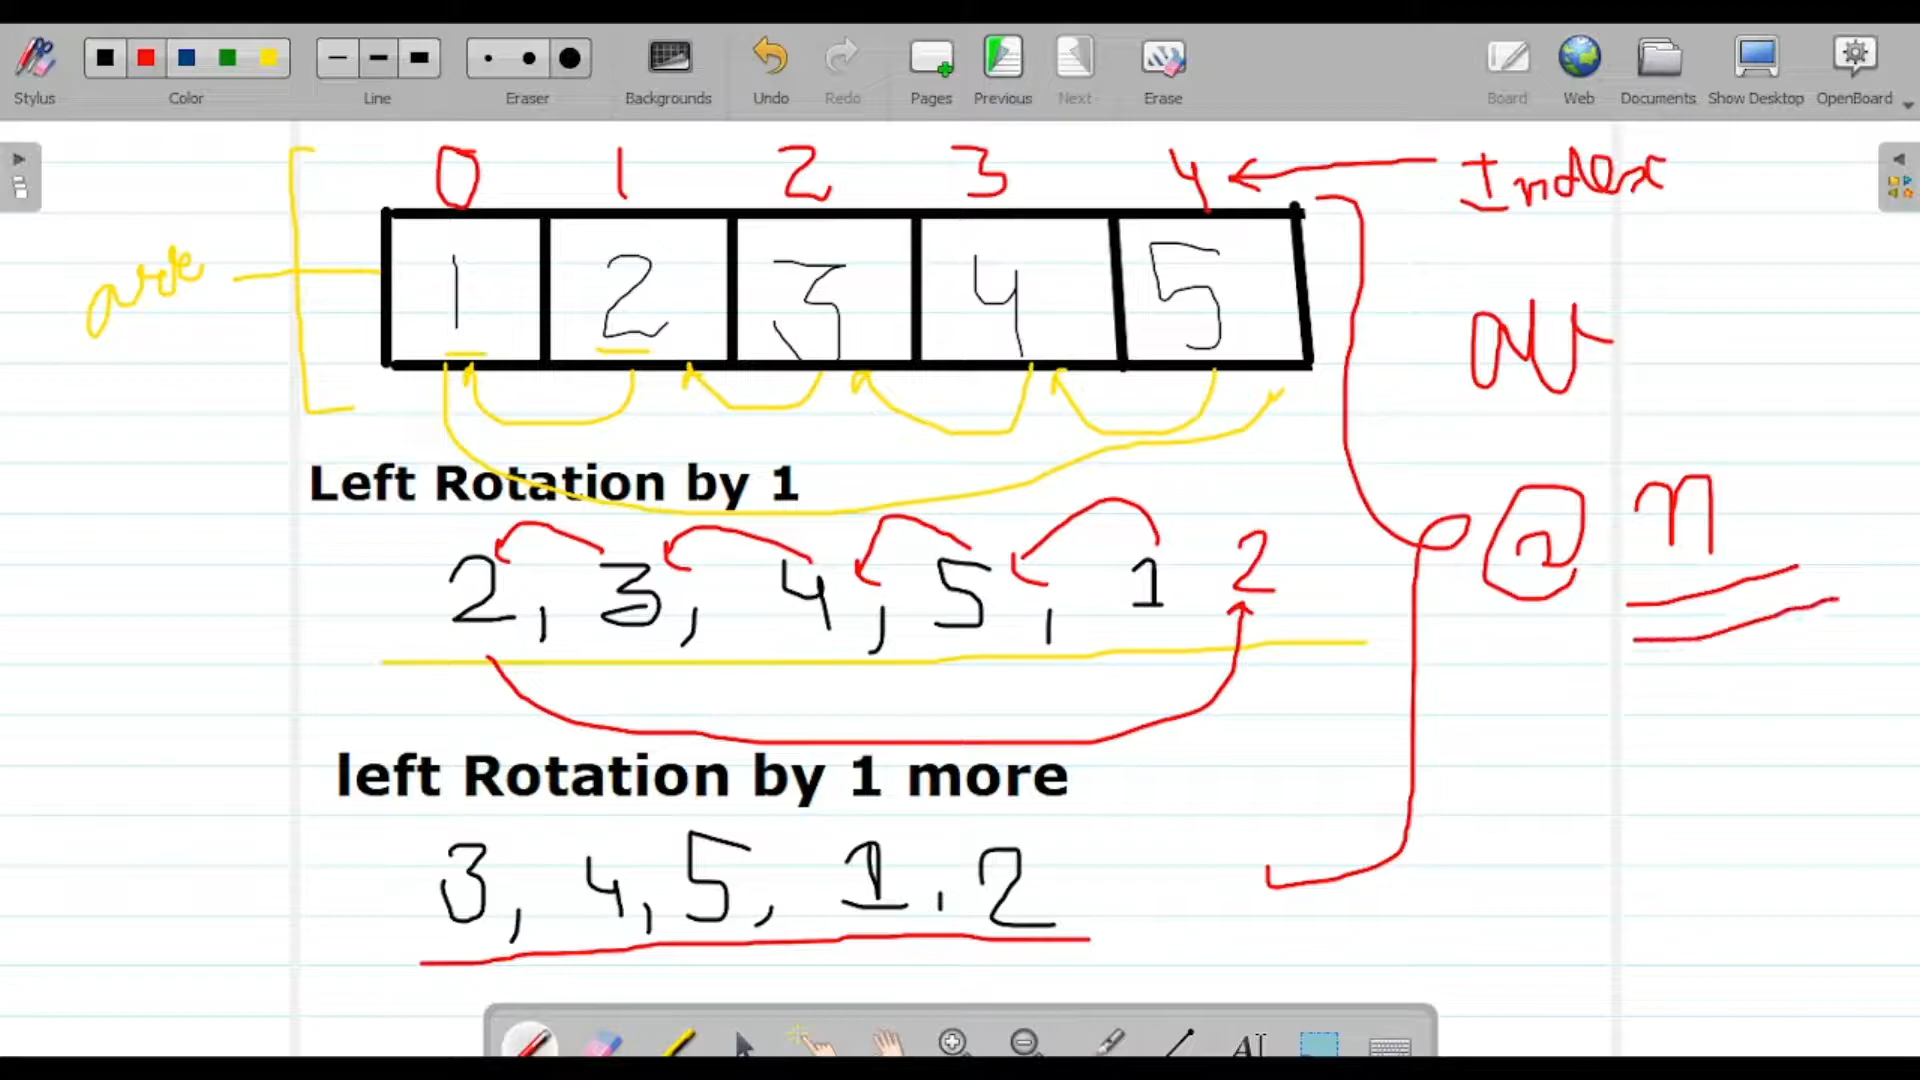 Stylus Color Line Eraser Backgrounds Undo Redo Pages Previous Next Erase Board Web Documents Show Desktop OpenBoard
0 1 2 3 4 Index
1 2 3 4 5
Left Rotation by 1
2, 3, 4, 5, 1 2
2 n
left Rotation by 1 more
3, 4, 5, 1, 2